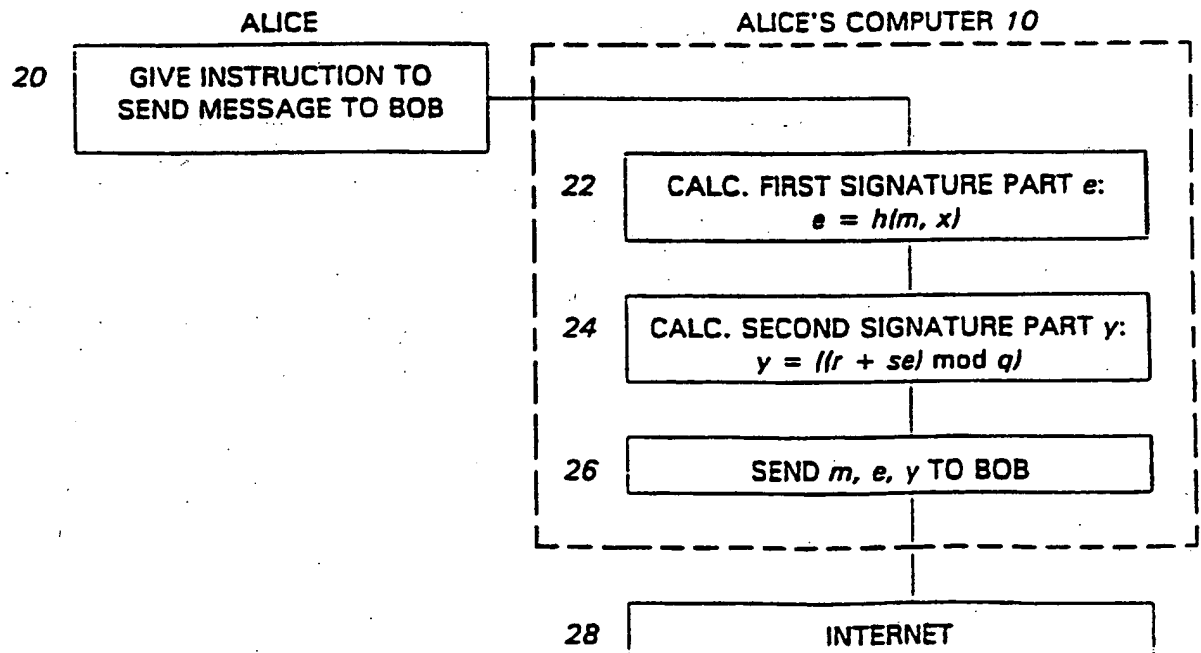 ALICE
20
GIVE INSTRUCTION TO
SEND MESSAGE TO BOB
ALICE'S COMPUTER 10
22
CALC. FIRST SIGNATURE PART e:
e = h(m, x)
24
CALC. SECOND SIGNATURE PART y:
y = ((r + se) mod q)
26
SEND m, e, y TO BOB
28
INTERNET